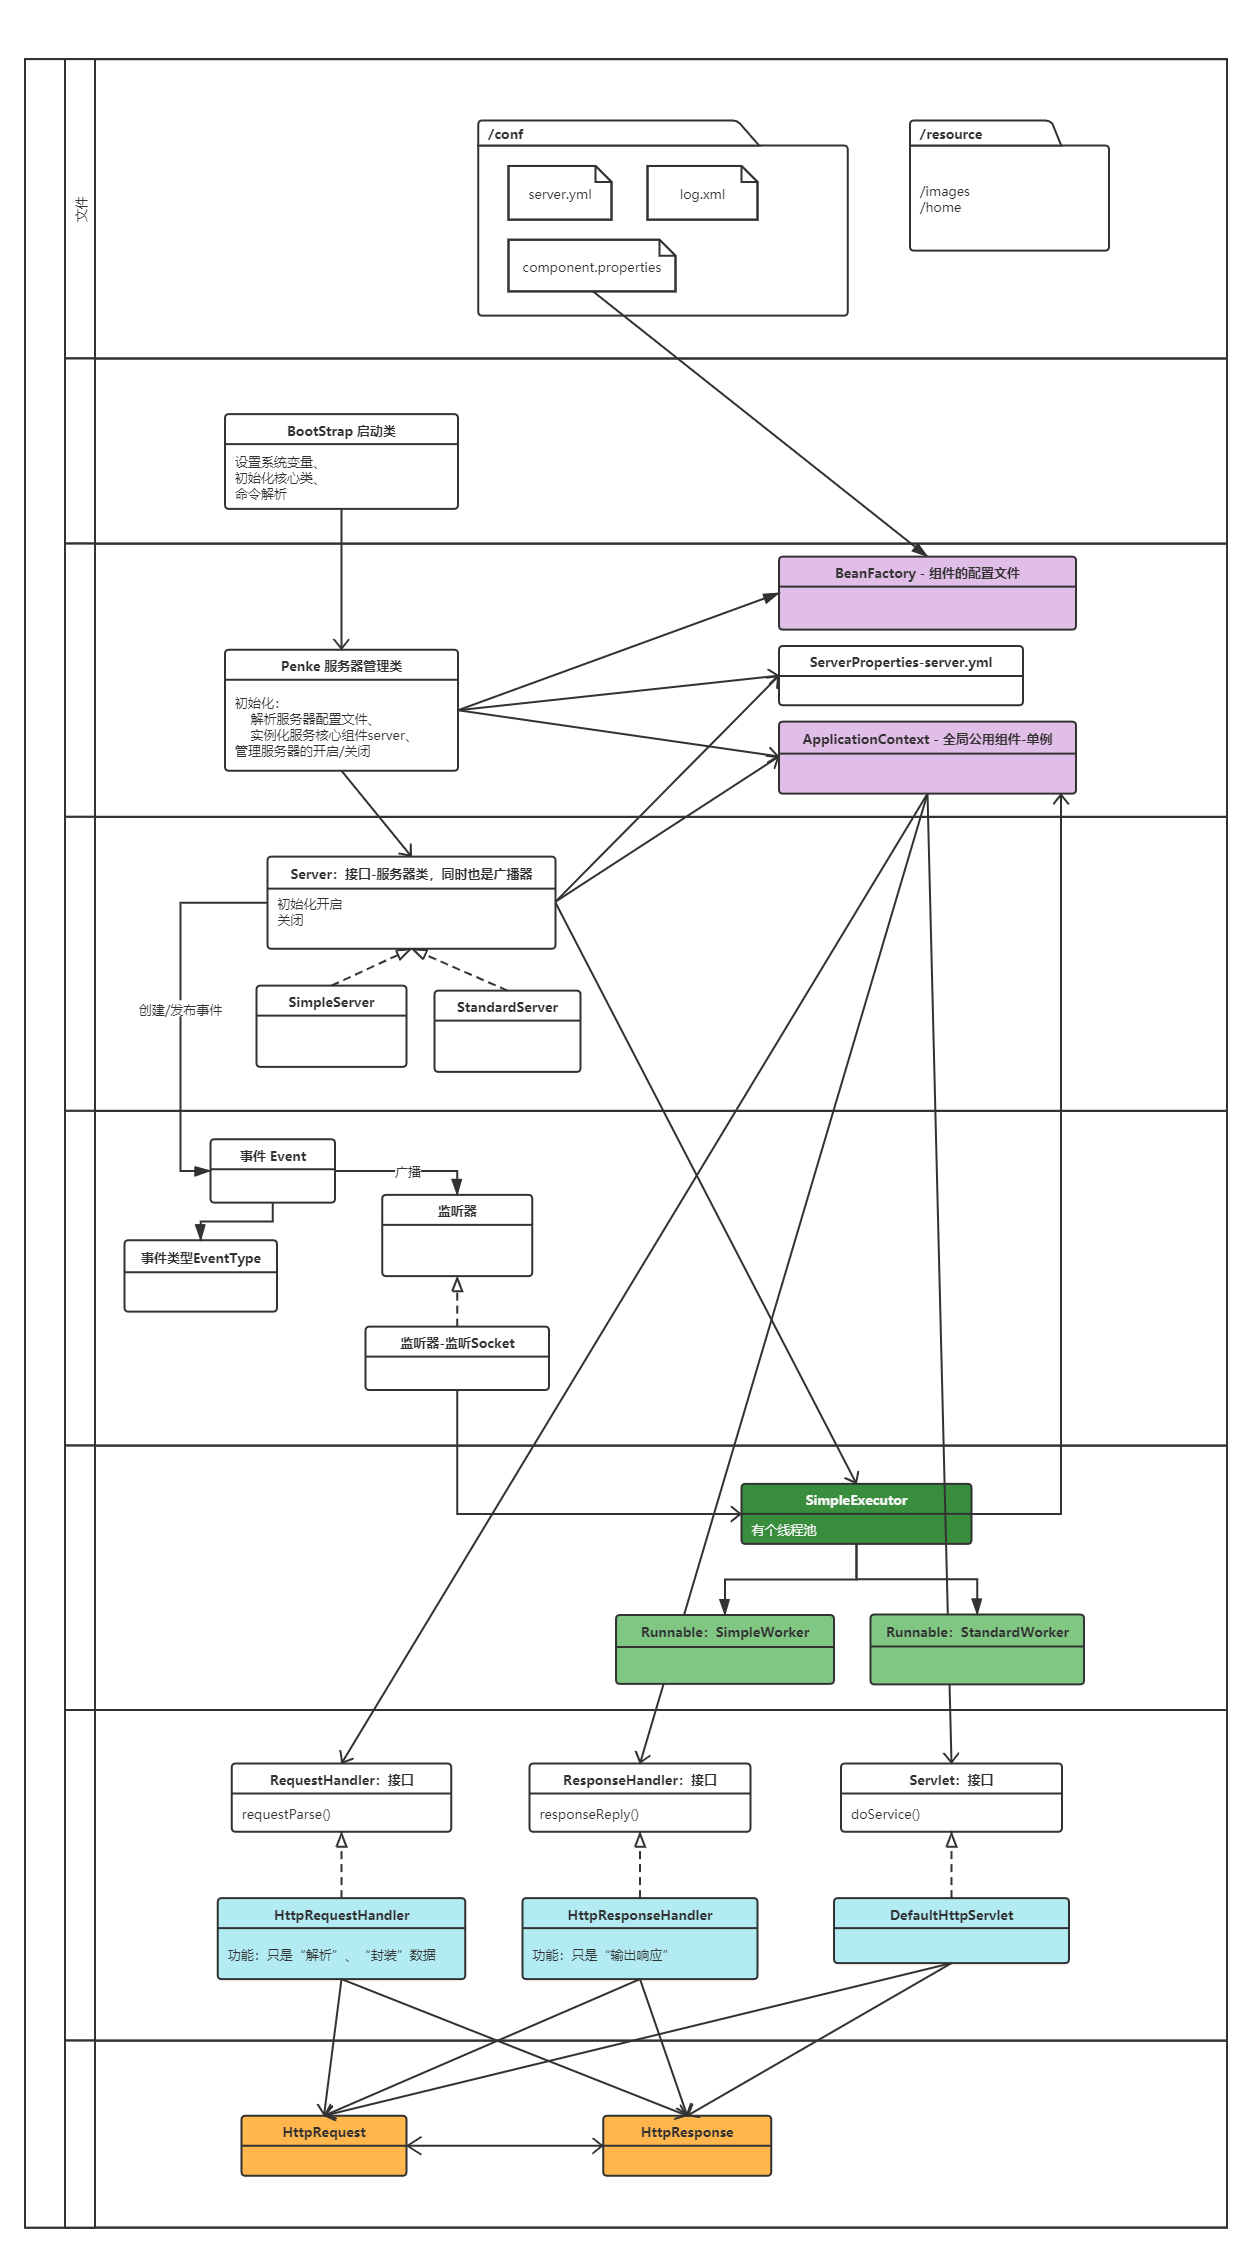 文件
/conf
server.yml
log.xml
component.properties
/resource
/images
/home
BootStrap 启动类
设置系统变量、
初始化核心类、
命令解析
BeanFactory - 组件的配置文件
Penke 服务器管理类
初始化：
解析服务器配置文件、
实例化服务核心组件server、
管理服务器的开启/关闭
ServerProperties-server.yml
ApplicationContext - 全局公用组件-单例
Server：接口-服务器类，同时也是广播器
初始化开启
关闭
SimpleServer
StandardServer
创建/发布事件
事件 Event
广播
监听器
事件类型EventType
监听器-监听Socket
SimpleExecutor
有个线程池
Runnable：SimpleWorker
Runnable：StandardWorker
RequestHandler：接口
requestParse()
ResponseHandler：接口
responseReply()
Servlet：接口
doService()
HttpRequestHandler
功能：只是“解析”、“封装”数据
HttpResponseHandler
功能：只是“输出响应”
DefaultHttpServlet
HttpRequest
HttpResponse